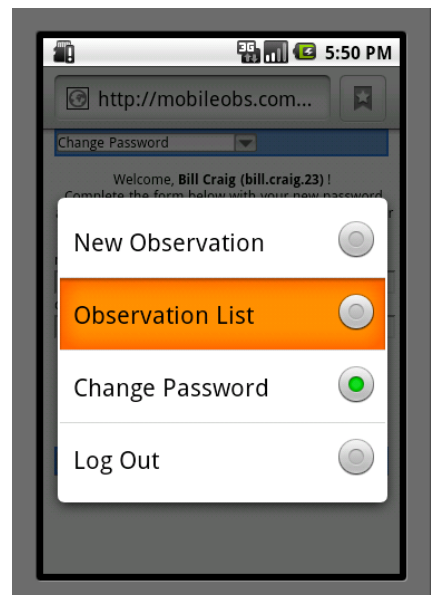 3G 5:50 PM
http://mobileobs.com...
Change Password
Welcome, Bill Craig (bill.craig.23) !
Complete the form below with your new password
New Observation
Observation List
Change Password
Log Out